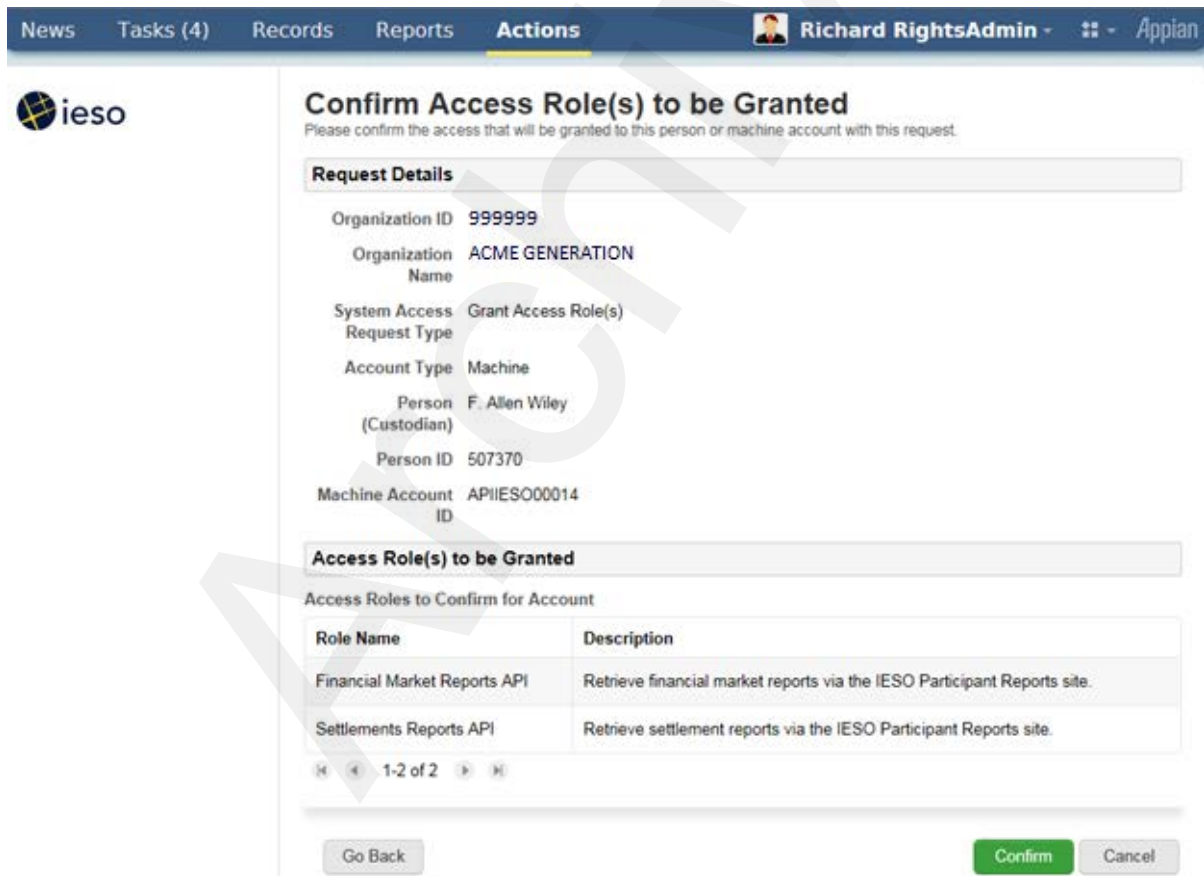 News Tasks (4) Records Reports Actions Richard RightsAdmin Appian
ieso
Confirm Access Role(s) to be Granted
Please confirm the access that will be granted to this person or machine account with this request.
Request Details
Organization ID 999999
Organization Name ACME GENERATION
System Access Request Type Grant Access Role(s)
Account Type Machine
Person (Custodian) F. Allen Wiley
Person ID 507370
Machine Account ID APIIESO00014
Access Role(s) to be Granted
Access Roles to Confirm for Account
Role Name Description
Financial Market Reports API Retrieve financial market reports via the IESO Participant Reports site.
Settlements Reports API Retrieve settlement reports via the IESO Participant Reports site.
1-2 of 2
Go Back Confirm Cancel